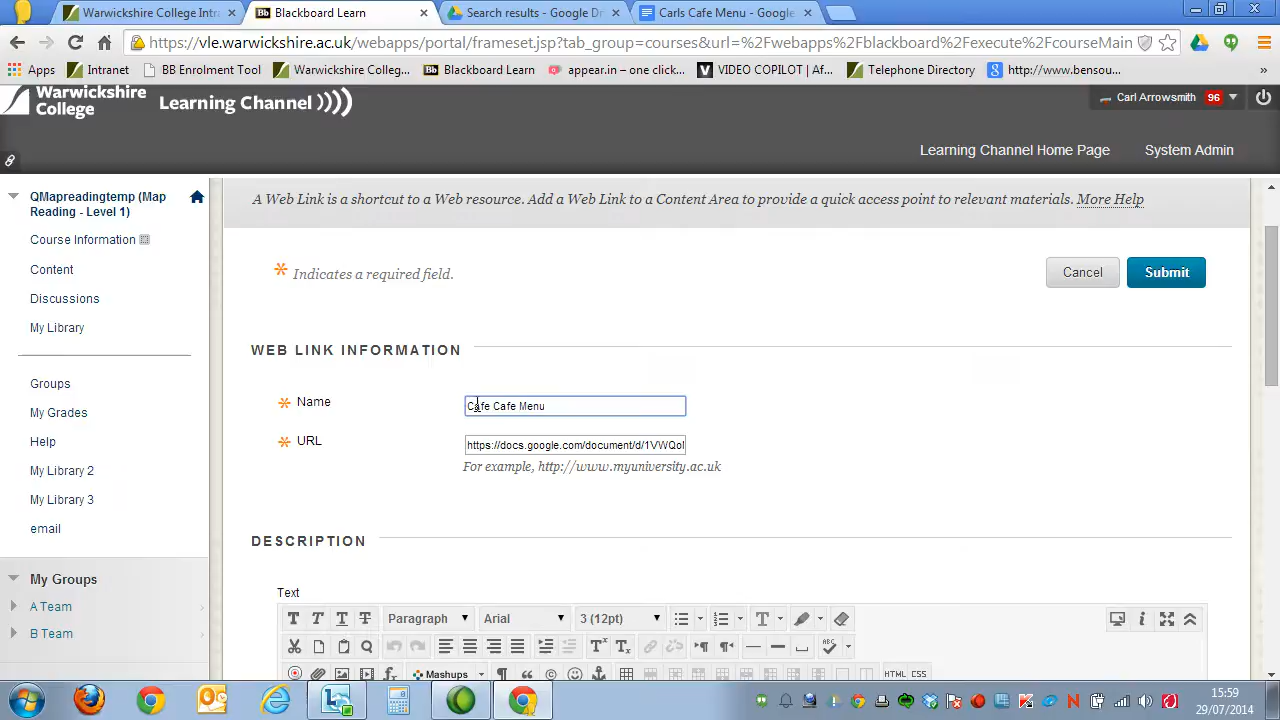 Warwickshire College Intra
Blackboard Learn
Search results - Google Dr
Carls Cafe Menu - Google
https://vle.warwickshire.ac.uk/webapps/portal/frameset.jsp?tab_group=courses&url=%2Fwebapps%2Fblackboard%2Fexecute%2FcourseMain
Apps
Intranet
BB Enrolment Tool
Warwickshire Colleg...
Bb
Blackboard Learn
appear.in – one click...
VIDEO COPILOT | Af...
Telephone Directory
http://www.bensou...
»
Warwickshire
College
Learning Channel
Carl Arrowsmith
96
Learning Channel Home Page
System Admin
QMapreadingtemp (Map
Reading - Level 1)
Course Information
Content
Discussions
My Library
Groups
My Grades
Help
My Library 2
My Library 3
email
My Groups
A Team
B Team
A Web Link is a shortcut to a Web resource. Add a Web Link to a Content Area to provide a quick access point to relevant materials. More Help
* Indicates a required field.
Cancel
Submit
WEB LINK INFORMATION
* Name
Cafe Cafe Menu
* URL
https://docs.google.com/document/d/1VWQol
For example, http://www.myuniversity.ac.uk
DESCRIPTION
Text
T T T T
Paragraph
Arial
3 (12pt)
Mashups
HTML CSS
15:59
29/07/2014